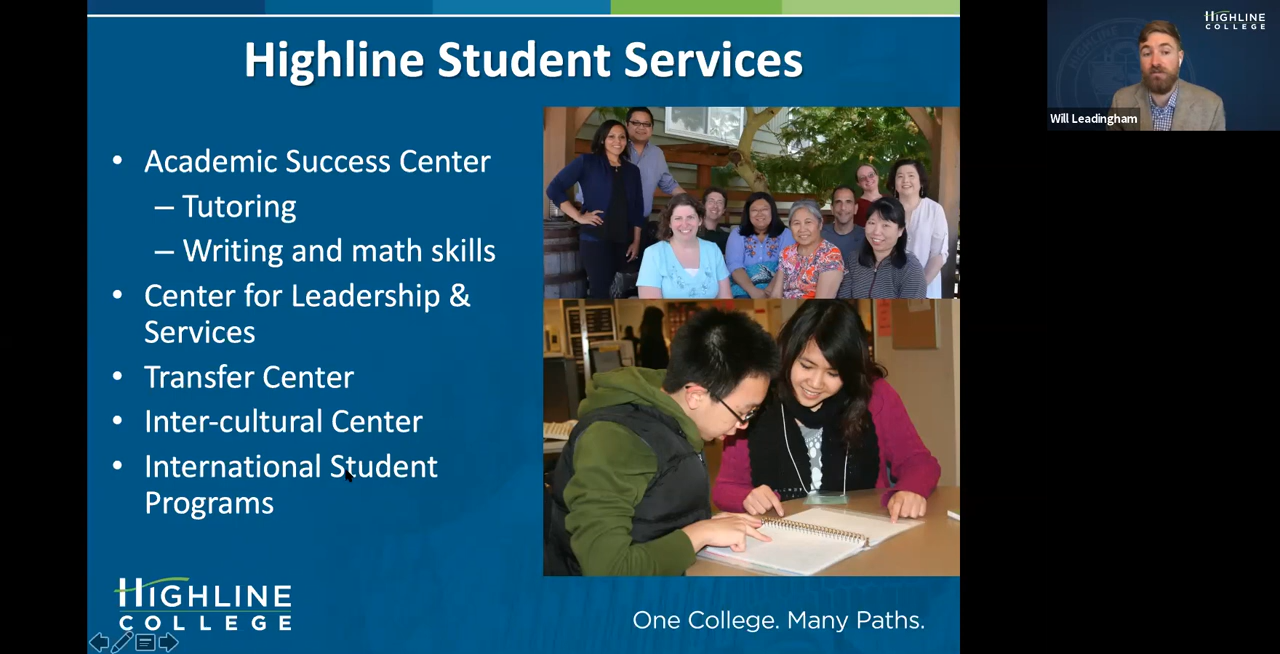 Highline Student Services
• Academic Success Center
– Tutoring
– Writing and math skills
• Center for Leadership &
Services
• Transfer Center
• Inter-cultural Center
• International Student
Programs
HIGHLINE
COLLEGE
One College. Many Paths.
HIGHLINE
COLLEGE
Will Leadingham